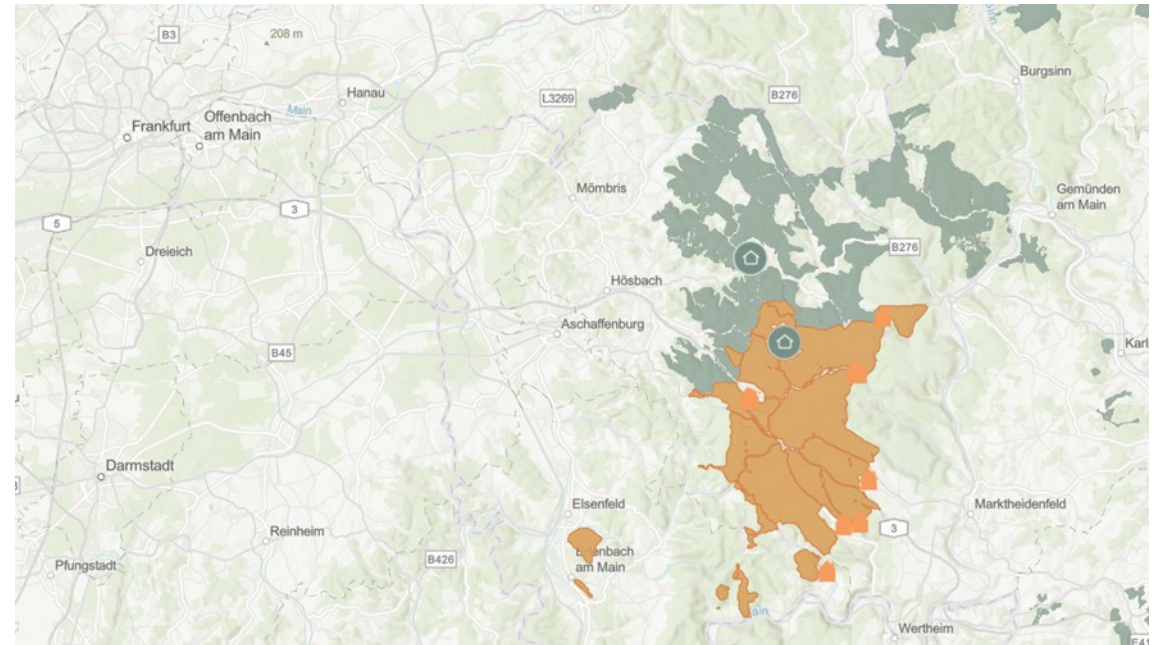 B3
208 m
Burgsinn
Hanau
L3269
B276
Main
Offenbach
am Main
Frankfurt
Mömbris
Gemünden
am Main
3
5
Dreieich
B276
Hösbach
Aschaffenburg
B45
Darmstadt
Elsenfeld
Marktheidenfeld
3
Reinheim
B426
am Main
Pfungstadt
Wertheim